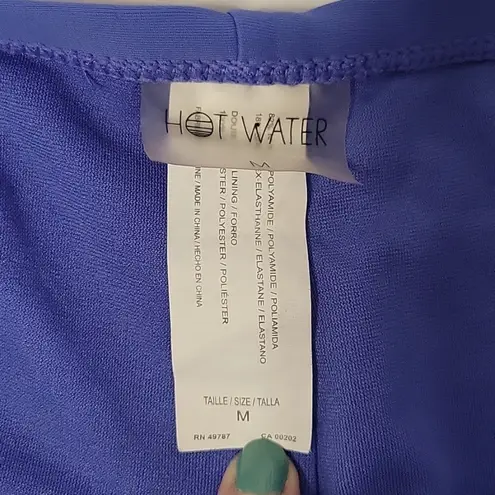 HOT WATER
POLYAMIDE / POLYAMIDE / POLIAMIDA
X-ELASTHANNE / ELASTANE / ELASTANO
LINING / FORRO
POLYESTER / POLIÉSTER
MADE IN CHINA / HECHO EN CHINA
TAILLE / SIZE / TALLA
M
RN 49787 CA 00202